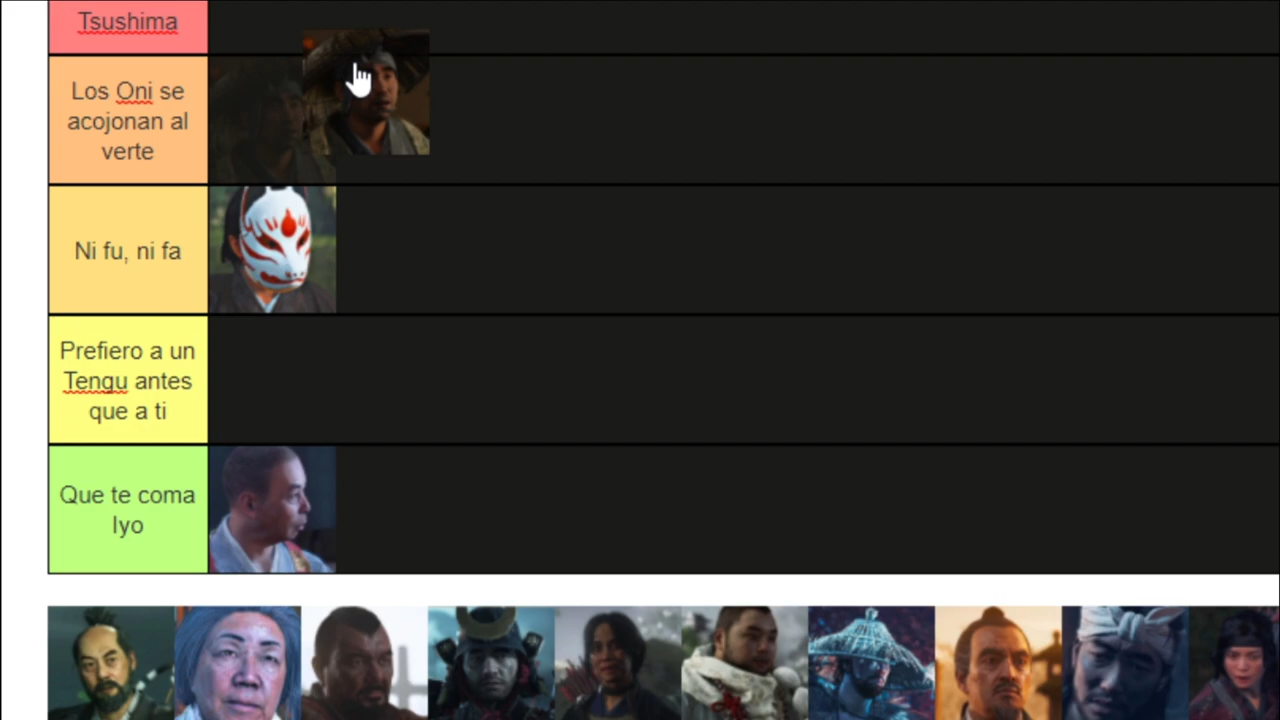 Tsushima
Los Oni se
acojonan al
verte
Ni fu, ni fa
Prefiero a un
Tengu antes
que a ti
Que te coma
Iyo